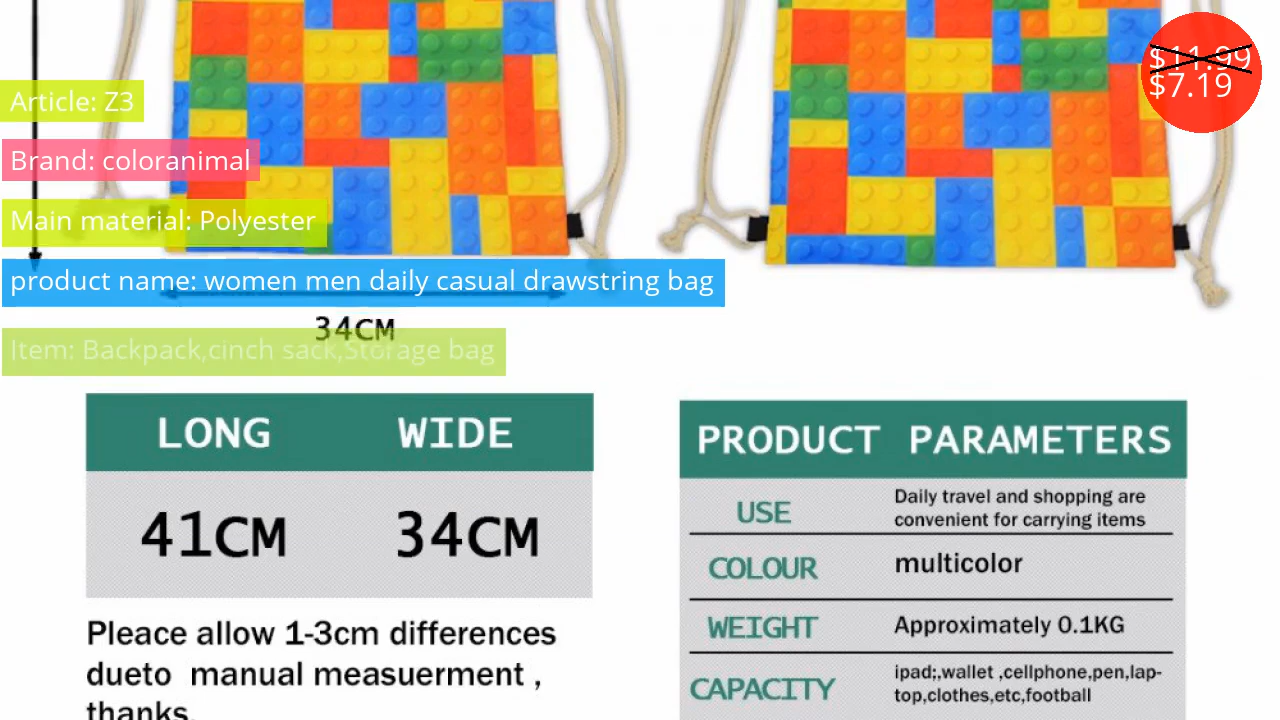 $11.99
$7.19
Article: Z3
Brand: coloranimal
Main material: Polyester
product name: women men daily casual drawstring bag
34CM
Item: Backpack,cinch sack,Storage bag
LONG WIDE
41CM 34CM
Pleace allow 1-3cm differences
dueto manual measuerment ,
thanks.
PRODUCT PARAMETERS
USE Daily travel and shopping are
convenient for carrying items
COLOUR multicolor
WEIGHT Approximately 0.1KG
CAPACITY ipad;,wallet ,cellphone,pen,lap-
top,clothes,etc,football